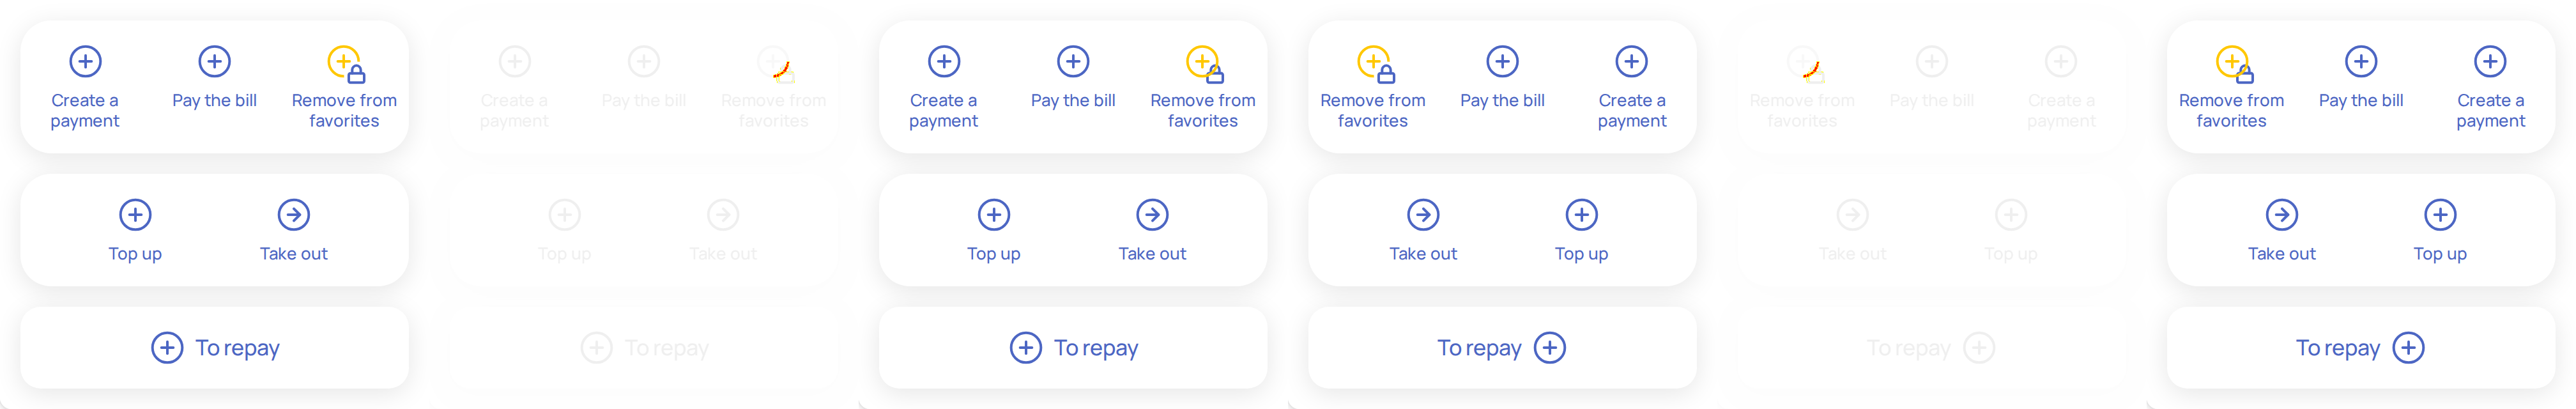 Create a
payment
Pay the bill
Remove from
favorites
Top up
Take out
To repay
Create a
payment
Pay the bill
Remove from
favorites
Top up
Take out
To repay
Create a
payment
Pay the bill
Remove from
favorites
Top up
Take out
To repay
Remove from
favorites
Pay the bill
Create a
payment
Take out
Top up
To repay
Remove from
favorites
Pay the bill
Create a
payment
Take out
Top up
To repay
Remove from
favorites
Pay the bill
Create a
payment
Take out
Top up
To repay